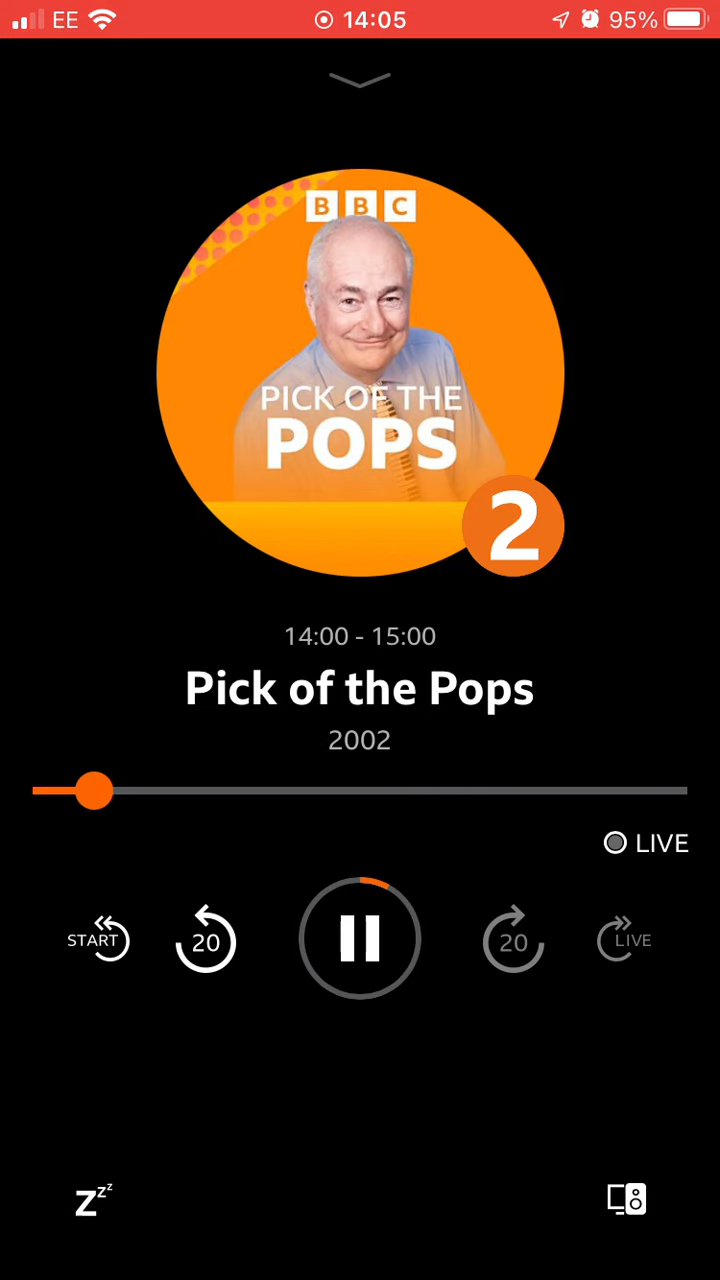 EE 14:05 95%
BBC
PICK OF THE
POPS
2
14:00 - 15:00
Pick of the Pops
2002
LIVE
START 20 20 LIVE
zzz